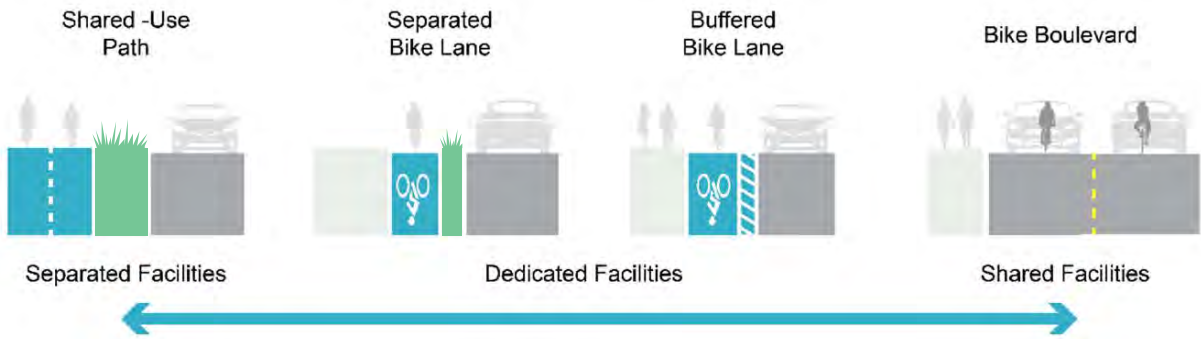 Shared -Use
Path
Separated
Bike Lane
Buffered
Bike Lane
Bike Boulevard
Separated Facilities
Dedicated Facilities
Shared Facilities